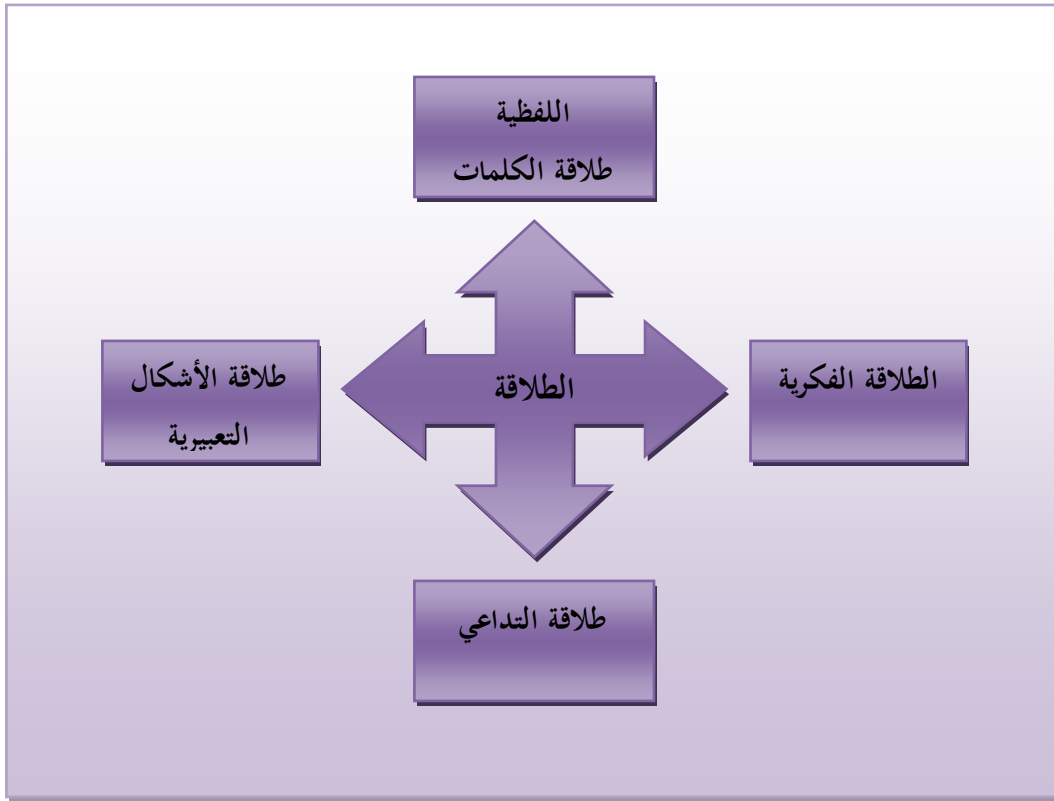 اللفظية
طلاقة الكلمات
الطلاقة الفكرية
الطلاقة
طلاقة الأشكال
التعبيرية
طلاقة التداعي